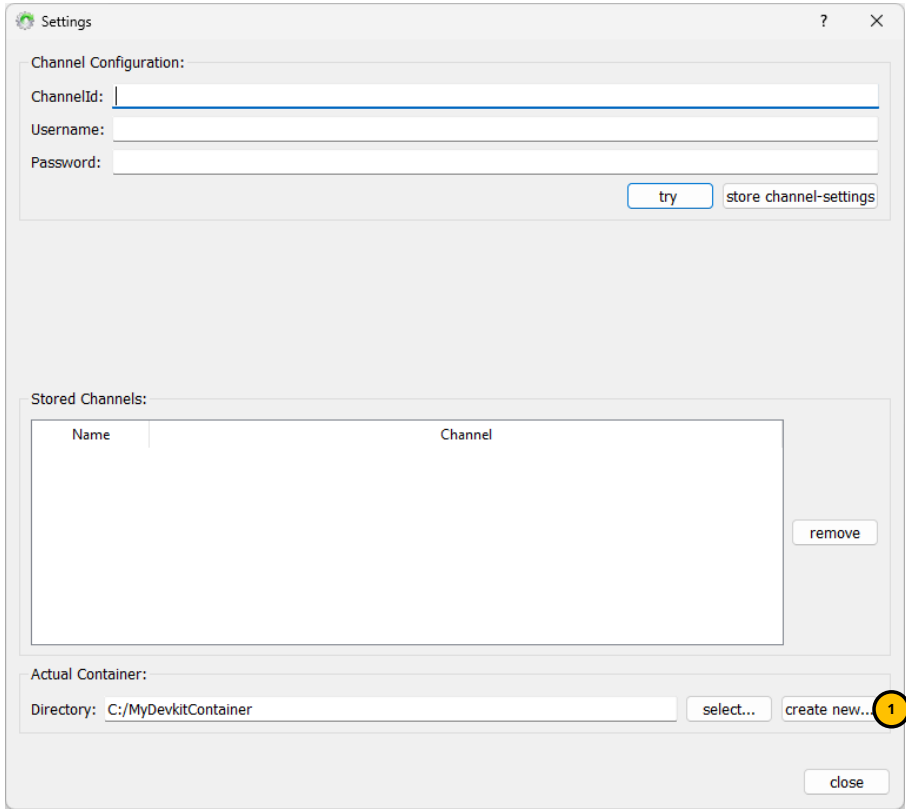 Settings
?
Channel Configuration:
ChannelId:
Username:
Password:
try
store channel-settings
Stored Channels:
Name
Channel
remove
Actual Container:
Directory: C:/MyDevkitContainer
select...
create new...
1
close